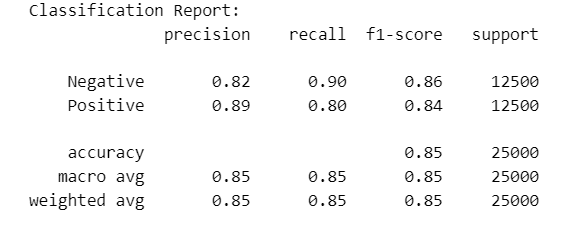 Classification Report:
precision recall f1-score support
Negative 0.82 0.90 0.86 12500
Positive 0.89 0.80 0.84 12500
accuracy 0.85 25000
macro avg 0.85 0.85 0.85 25000
weighted avg 0.85 0.85 0.85 25000